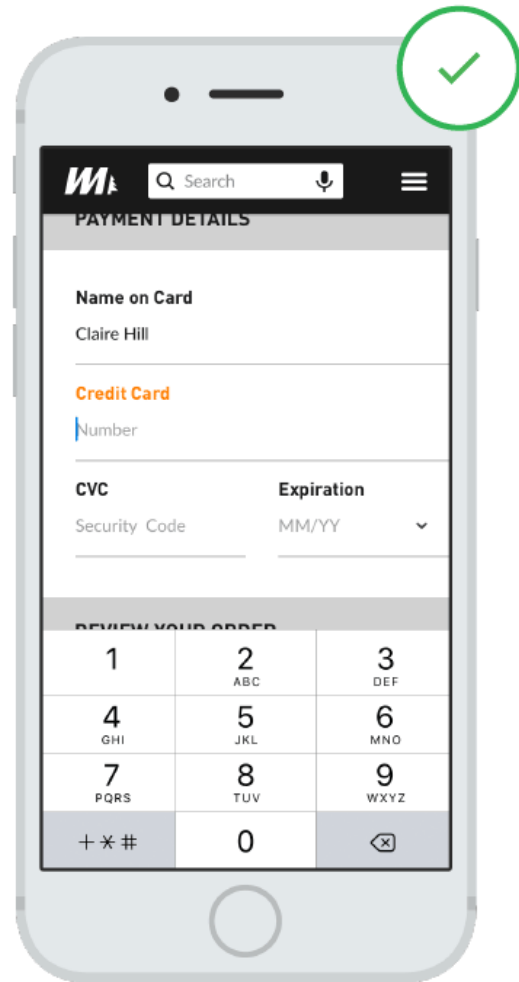 M Search
PAYMENT DETAILS
Name on Card
Claire Hill
Credit Card
Number
CVC Expiration
Security Code MM/YY
REVIEW YOUR ORDER
1 2 3
ABC DEF
4 5 6
GHI JKL MNO
7 8 9
PQRS TUV WXYZ
+*# 0